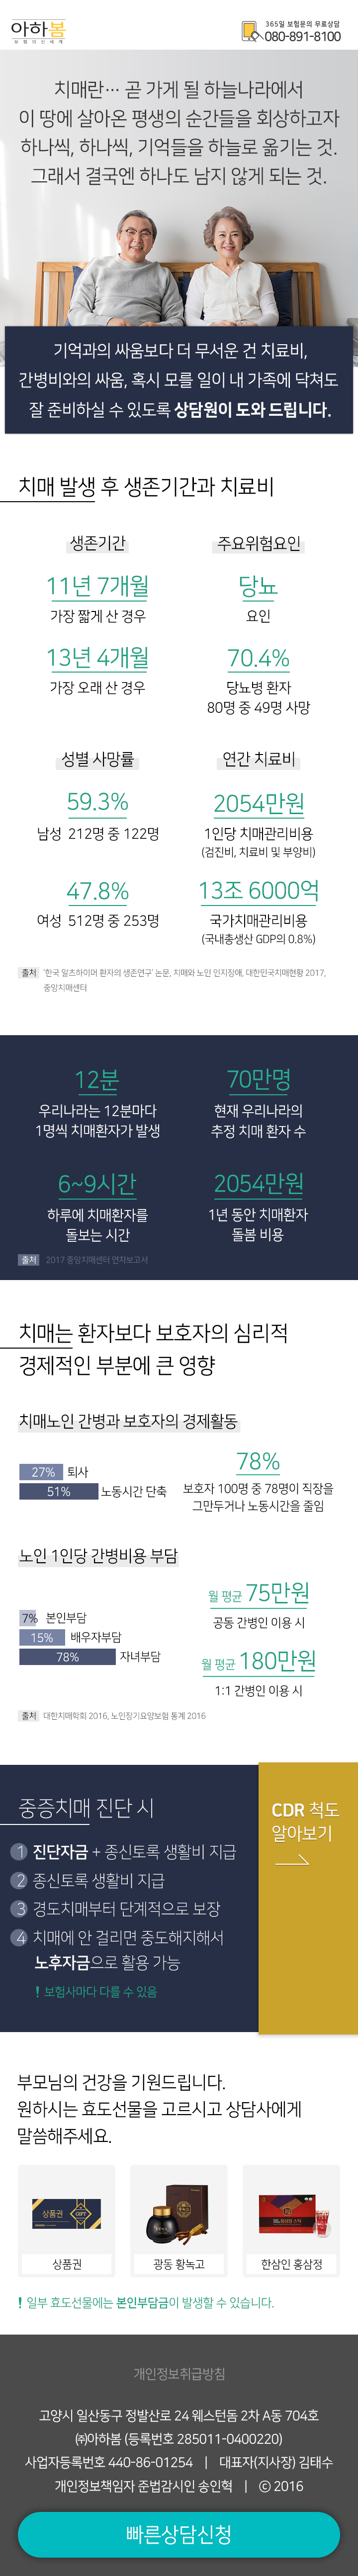 아하봄
보험의신세계
365일 보험문의 무료상담
080-891-8100
치매란… 곧 가게 될 하늘나라에서
이 땅에 살아온 평생의 순간들을 회상하고자
하나씩, 하나씩, 기억들을 하늘로 옮기는 것.
그래서 결국엔 하나도 남지 않게 되는 것.
기억과의 싸움보다 더 무서운 건 치료비,
간병비와의 싸움, 혹시 모를 일이 내 가족에 닥쳐도
잘 준비하실 수 있도록 상담원이 도와 드립니다.
치매 발생 후 생존기간과 치료비
생존기간
11년 7개월
가장 짧게 산 경우
13년 4개월
가장 오래 산 경우
주요위험요인
당뇨
요인
70.4%
당뇨병 환자
80명 중 49명 사망
성별 사망률
59.3%
남성 212명 중 122명
47.8%
여성 512명 중 253명
연간 치료비
2054만원
1인당 치매관리비용
(검진비, 치료비 및 부양비)
13조 6000억
국가치매관리비용
(국내총생산 GDP의 0.8%)
출처 '한국 알츠하이머 환자의 생존연구' 논문, 치매와 노인 인지장애, 대한민국치매현황 2017,
중앙치매센터
12분
우리나라는 12분마다
1명씩 치매환자가 발생
70만명
현재 우리나라의
추정 치매 환자 수
6~9시간
하루에 치매환자를
돌보는 시간
2054만원
1년 동안 치매환자
돌봄 비용
출처 2017 중앙치매센터 연차보고서
치매는 환자보다 보호자의 심리적
경제적인 부분에 큰 영향
치매노인 간병과 보호자의 경제활동
27% 퇴사
51% 노동시간 단축
78%
보호자 100명 중 78명이 직장을
그만두거나 노동시간을 줄임
노인 1인당 간병비용 부담
7% 본인부담
15% 배우자부담
78% 자녀부담
월 평균 75만원
공동 간병인 이용 시
월 평균 180만원
1:1 간병인 이용 시
출처 대한치매학회 2016, 노인장기요양보험 통계 2016
중증치매 진단 시
1 진단자금 + 종신토록 생활비 지급
2 종신토록 생활비 지급
3 경도치매부터 단계적으로 보장
4 치매에 안 걸리면 중도해지해서
노후자금으로 활용 가능
! 보험사마다 다를 수 있음
CDR 척도
알아보기
부모님의 건강을 기원드립니다.
원하시는 효도선물을 고르시고 상담사에게
말씀해주세요.
상품권
GIFT
상품권
광동 황녹고
한삼인 홍삼정
! 일부 효도선물에는 본인부담금이 발생할 수 있습니다.
개인정보취급방침
고양시 일산동구 정발산로 24 웨스턴돔 2차 A동 704호
㈜아하봄 (등록번호 285011-0400220)
사업자등록번호 440-86-01254 | 대표자(지사장) 김태수
개인정보책임자 준법감시인 송인혁 | ⓒ 2016
빠른상담신청